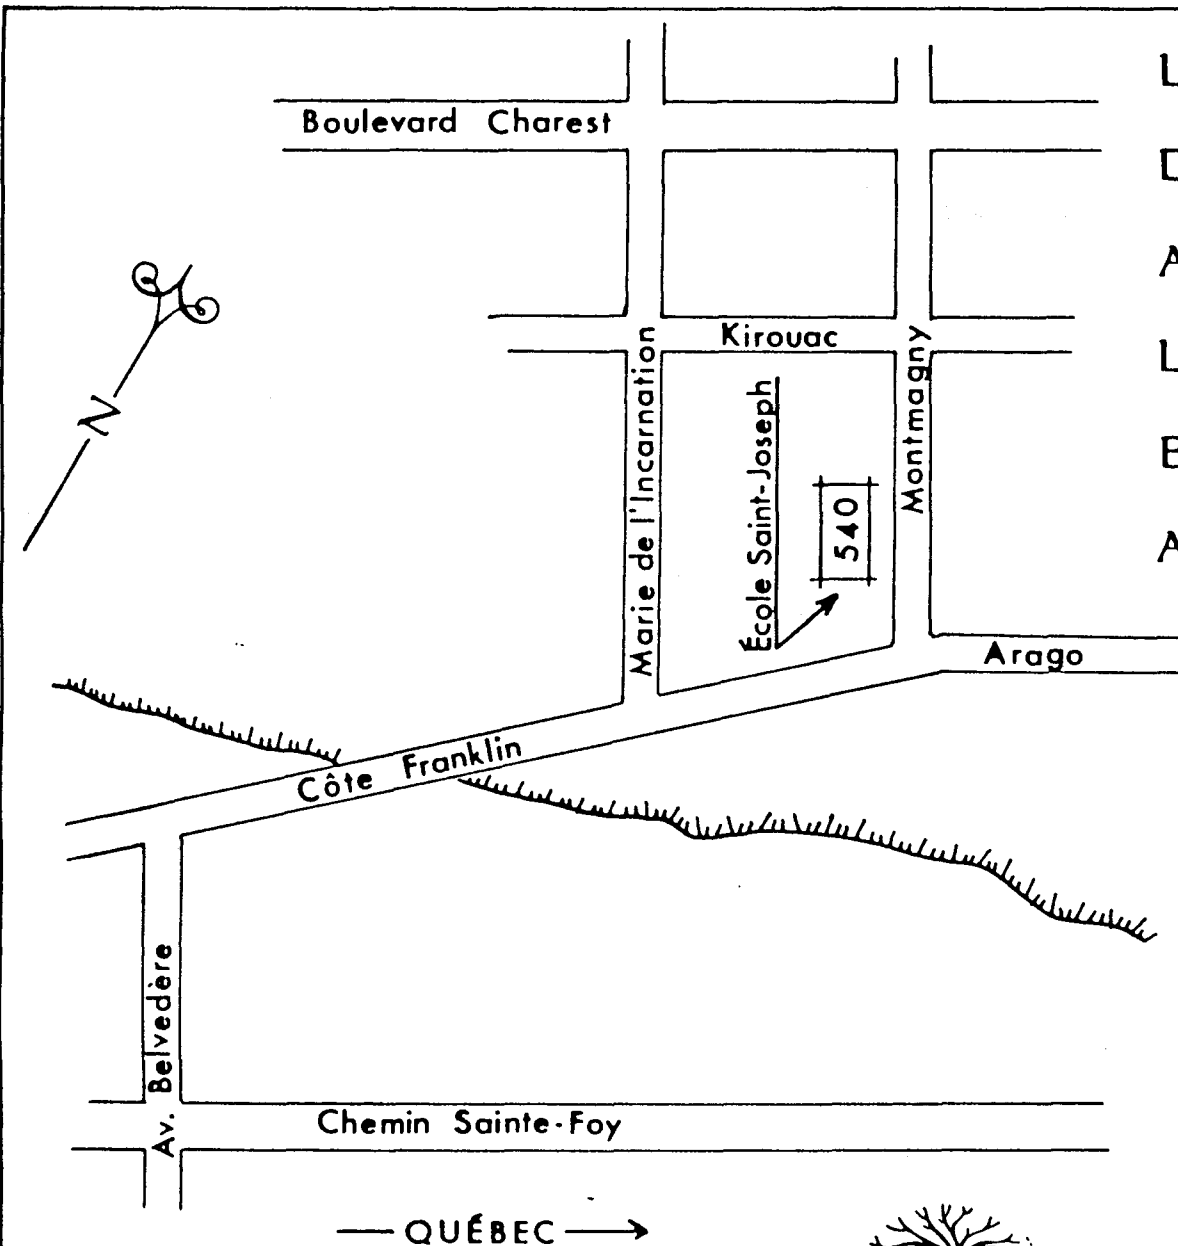 Boulevard Charest
Kirouac
Marie de l'Incarnation
École Saint-Joseph
540
Montmagny
N
Arago
Côte Franklin
Av. Belvedère
Chemin Sainte-Foy
QUÉBEC
L
A
L